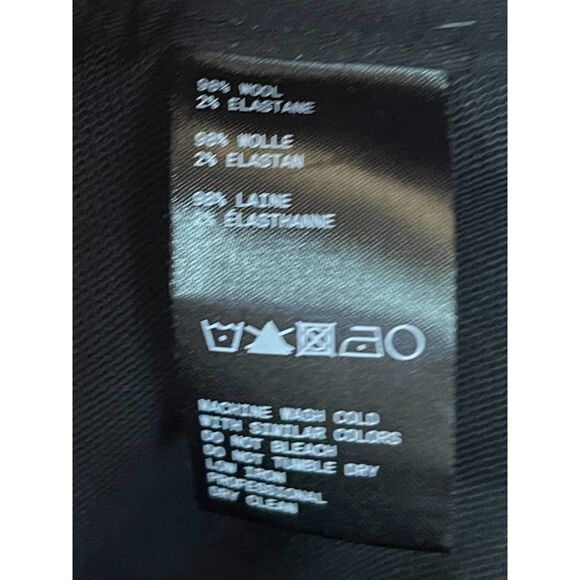 98% WOOL
2% ELASTANE
98% WOLLE
2% ELASTAN
98% LAINE
2% ÉLASTHANNE
MACHINE WASH COLD
WITH SIMILAR COLORS
DO NOT BLEACH
DO NOT TUMBLE DRY
LOW IRON
PROFESSIONAL
DRY CLEAN